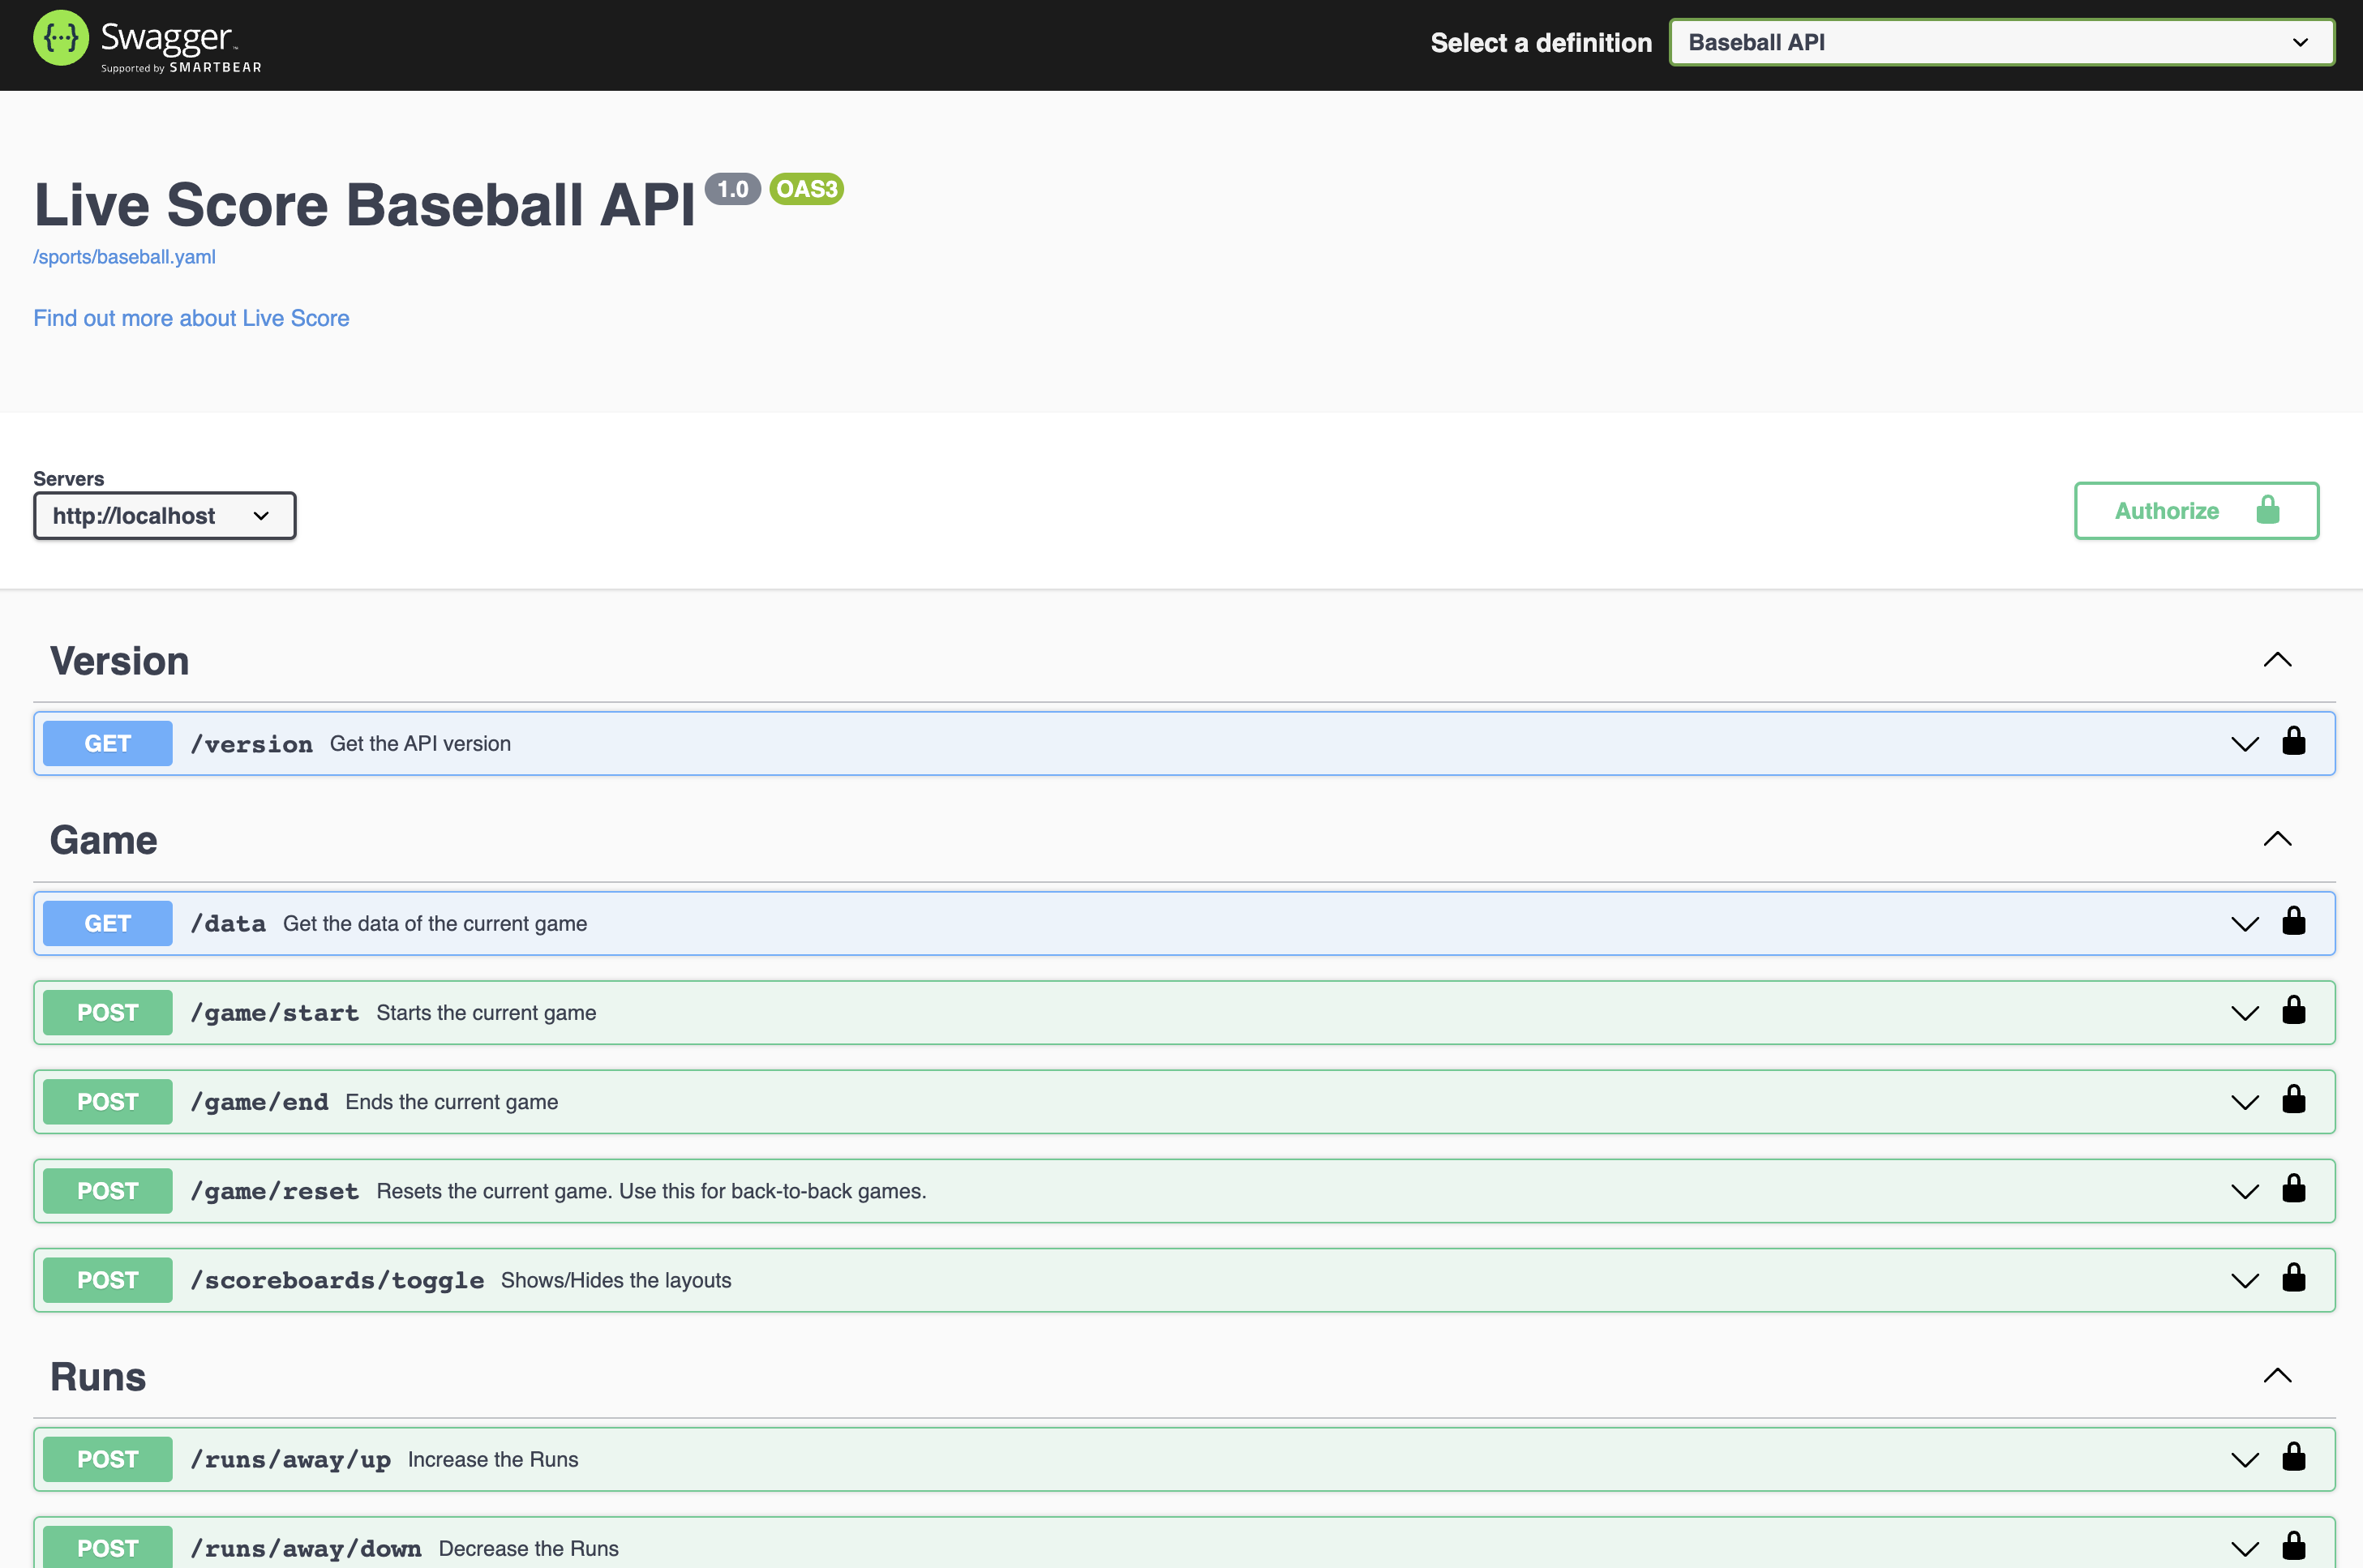 Swagger™
Supported by SMARTBEAR
Select a definition
Baseball API
Live Score Baseball API 1.0 OAS3
/sports/baseball.yaml
Find out more about Live Score
Servers
http://localhost
Authorize
Version
GET /version Get the API version
Game
GET /data Get the data of the current game
POST /game/start Starts the current game
POST /game/end Ends the current game
POST /game/reset Resets the current game. Use this for back-to-back games.
POST /scoreboards/toggle Shows/Hides the layouts
Runs
POST /runs/away/up Increase the Runs
POST /runs/away/down Decrease the Runs